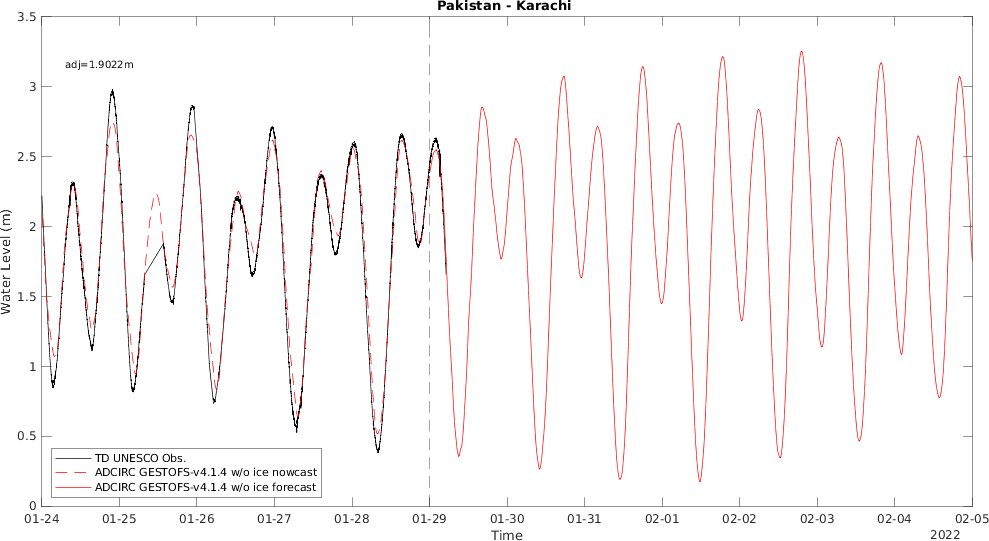 Pakistan - Karachi
3.5
adj=1.9022m
3
2.5
2
1.5
1
0.5
0
Water Level (m)
TD UNESCO Obs.
ADCIRC GESTOFS-v4.1.4 w/o ice nowcast
ADCIRC GESTOFS-v4.1.4 w/o ice forecast
01-24 01-25 01-26 01-27 01-28 01-29 01-30 01-31 02-01 02-02 02-03 02-04 02-05
Time
2022